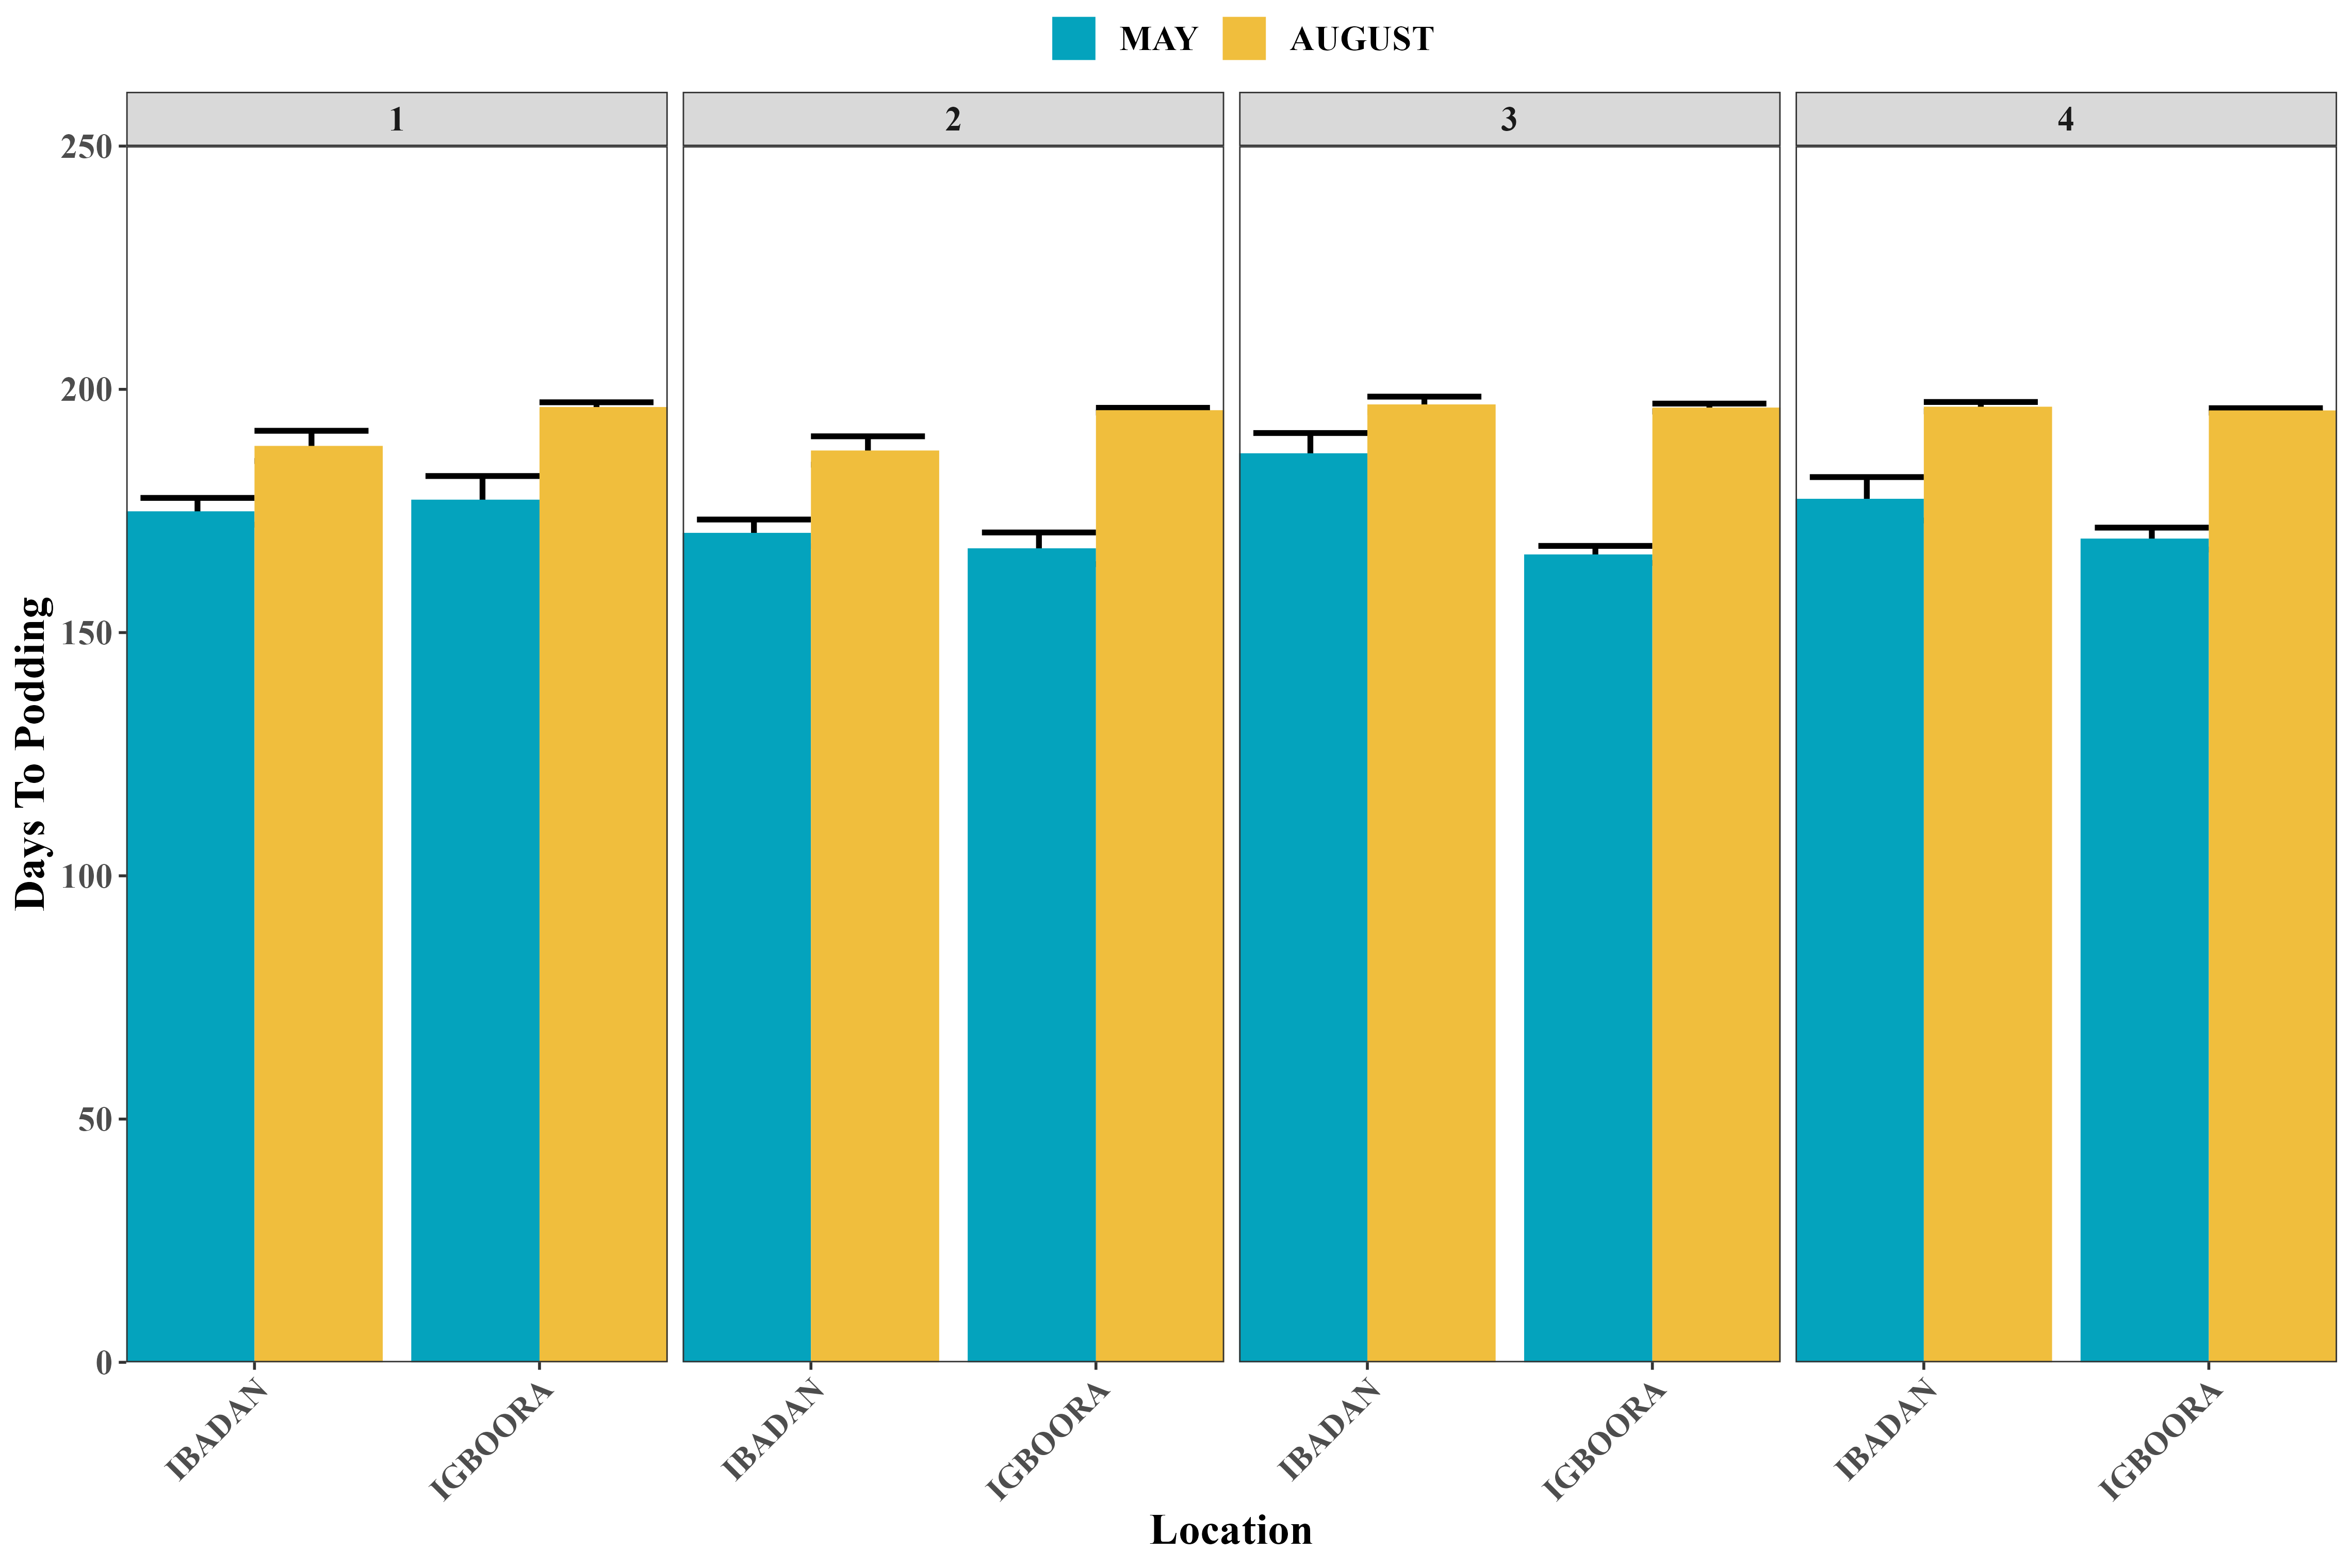 MAY AUGUST
1 2 3 4
250
200
150
100
50
0
Days To Podding
IBADAN IGBOORA IBADAN IGBOORA IBADAN IGBOORA IBADAN IGBOORA
Location